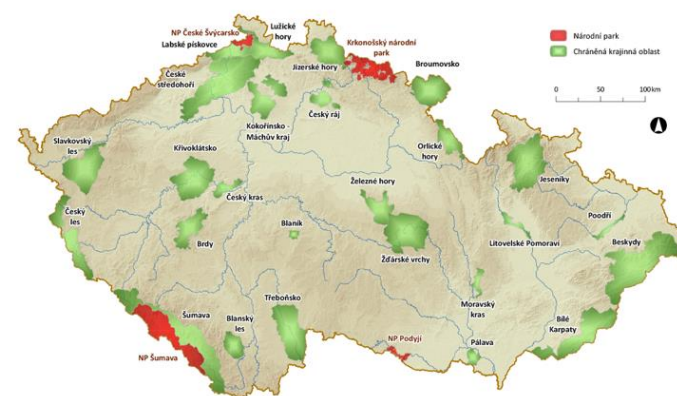 NP České Švýcarsko
Labské pískovce
Lužické
hory
Krkonošský národní
park
Národní park
Chráněná krajinná oblast
0 50 100km
Jizerské hory
Broumovsko
České
středohoří
Kokořínsko -
Máchův kraj
Český ráj
Slavkovský
les
Křivoklátsko
Orlické
hory
Železné hory
Jeseníky
Český
les
Český kras
Poodří
Brdy
Blaník
Litovelské Pomoraví
Beskydy
Žďárské vrchy
Šumava
Třeboňsko
Moravský
kras
Bílé
Karpaty
Blanský
les
NP Podyjí
Pálava
NP Šumava